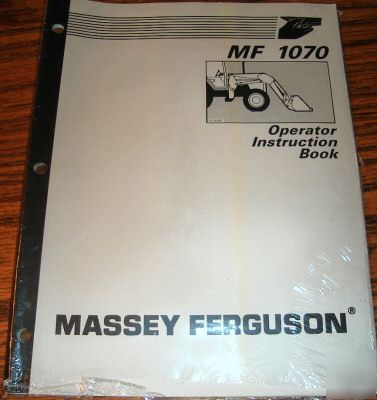 MF 1070
Operator
Instruction
Book
MASSEY FERGUSON®